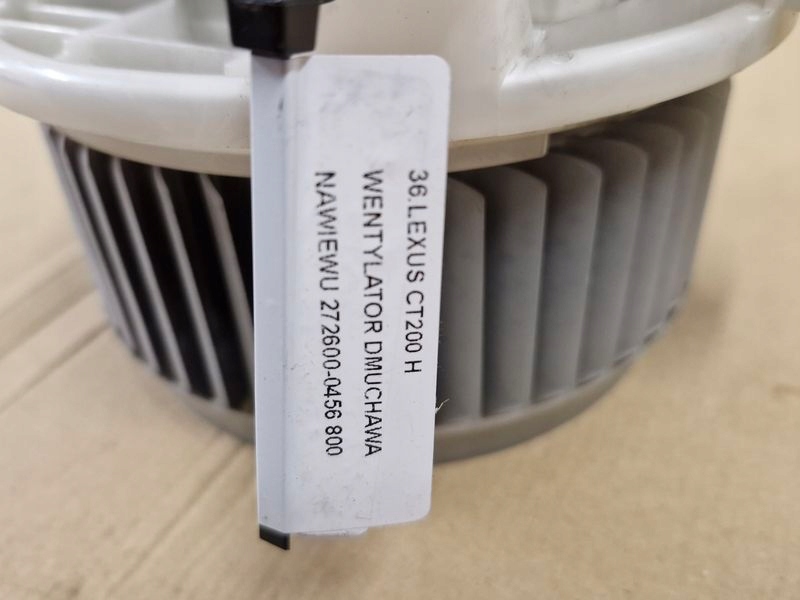 36.LEXUS CT200 H
WENTYLATOR DMUCHAWA
NAWIEWU 272600-0456 800